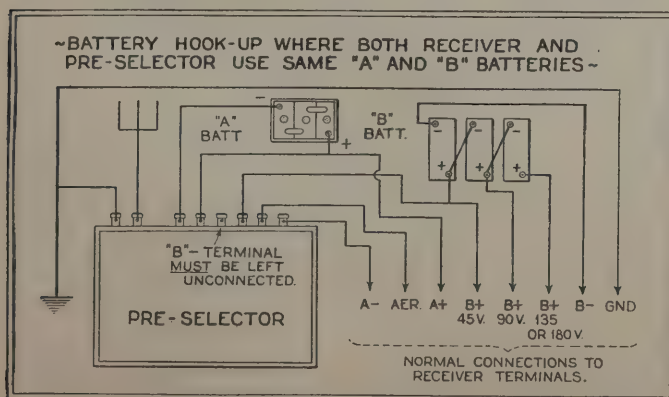 ~BATTERY HOOK-UP WHERE BOTH RECEIVER AND
PRE-SELECTOR USE SAME "A" AND "B" BATTERIES~
"A"
BATT
-
+
"B"
BATT.
- - -
+ + +
"B"- TERMINAL
MUST BE LEFT
UNCONNECTED.
PRE-SELECTOR
A- AER. A+ B+ B+ B+ B- GND
45V. 90V. 135
OR 180V.
NORMAL CONNECTIONS TO
RECEIVER TERMINALS.